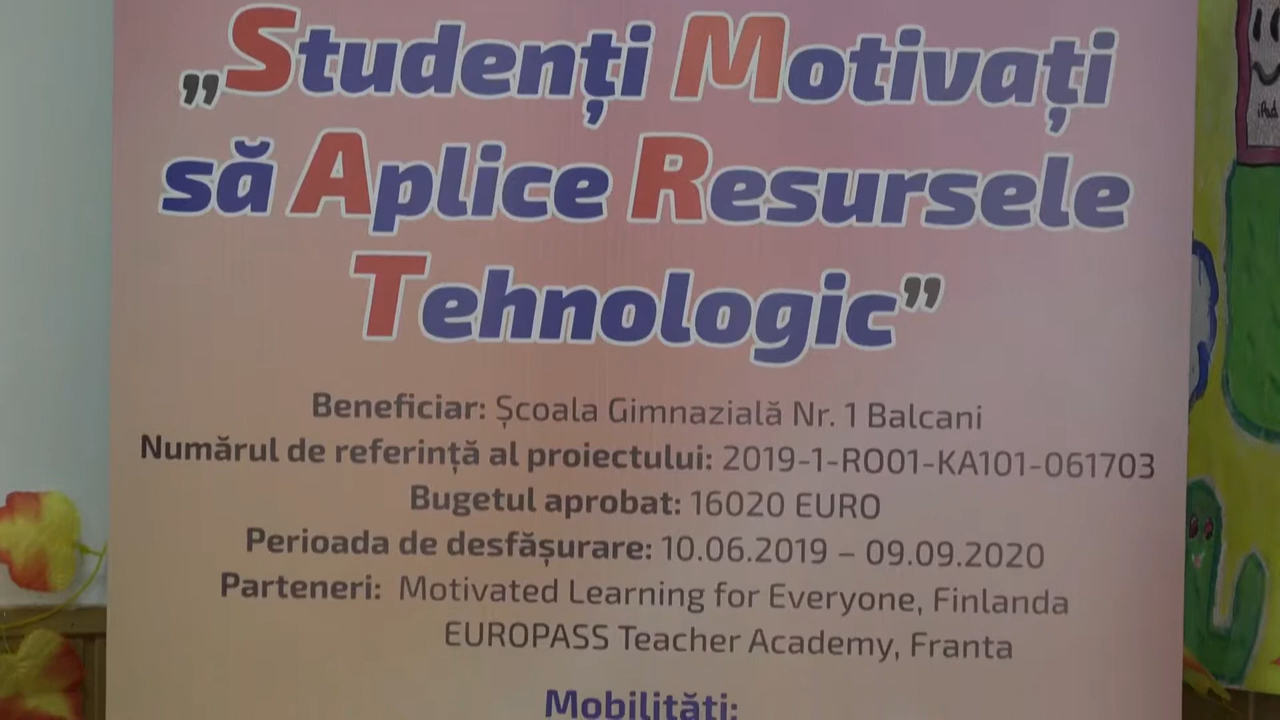 „Studenți Motivați
să Aplice Resursele
Tehnologic”
Beneficiar: Școala Gimnazială Nr. 1 Balcani
Numărul de referință al proiectului: 2019-1-RO01-KA101-061703
Bugetul aprobat: 16020 EURO
Perioada de desfășurare: 10.06.2019 – 09.09.2020
Parteneri: Motivated Learning for Everyone, Finlanda
EUROPASS Teacher Academy, Franta
Mobilități:
iPad